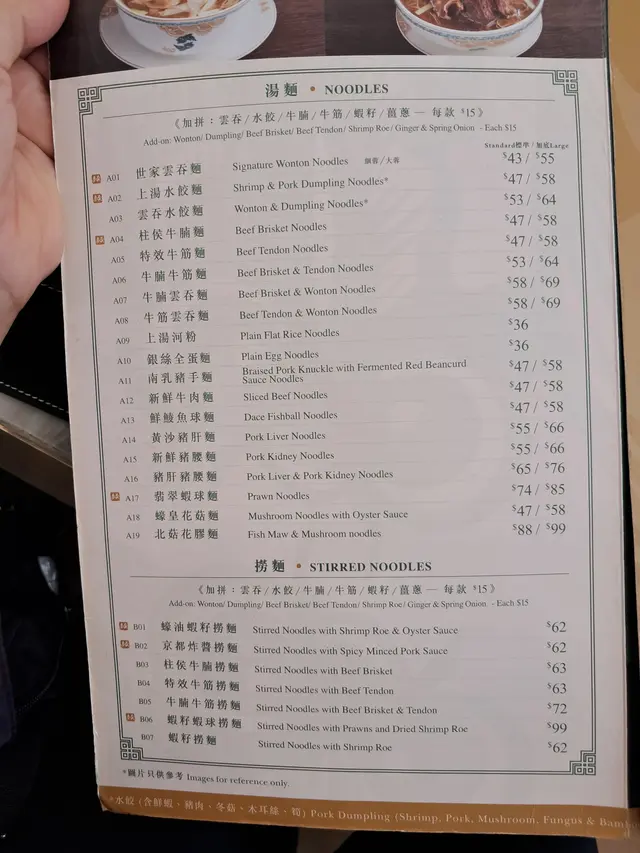 湯麵 • NOODLES
《加拼：雲吞/水餃/牛腩/牛筋/蝦籽/薑蔥 — 每款 $15》
Add-on: Wonton/ Dumpling/ Beef Brisket/ Beef Tendon/ Shrimp Roe/ Ginger & Spring Onion - Each $15
Standard標準 / 加底Large
A01 世家雲吞麵 Signature Wonton Noodles 細蓉/大蓉 $43 / $55
A02 上湯水餃麵 Shrimp & Pork Dumpling Noodles* $47 / $58
A03 雲吞水餃麵 Wonton & Dumpling Noodles* $53 / $64
A04 柱侯牛腩麵 Beef Brisket Noodles $47 / $58
A05 特效牛筋麵 Beef Tendon Noodles $47 / $58
A06 牛腩牛筋麵 Beef Brisket & Tendon Noodles $53 / $64
A07 牛腩雲吞麵 Beef Brisket & Wonton Noodles $58 / $69
A08 牛筋雲吞麵 Beef Tendon & Wonton Noodles $58 / $69
A09 上湯河粉 Plain Flat Rice Noodles $36
A10 銀絲全蛋麵 Plain Egg Noodles $36
A11 南乳豬手麵 Braised Pork Knuckle with Fermented Red Beancurd Sauce Noodles $47 / $58
A12 新鮮牛肉麵 Sliced Beef Noodles $47 / $58
A13 鮮鯪魚球麵 Dace Fishball Noodles $47 / $58
A14 黃沙豬肝麵 Pork Liver Noodles $55 / $66
A15 新鮮豬腰麵 Pork Kidney Noodles $55 / $66
A16 豬肝豬腰麵 Pork Liver & Pork Kidney Noodles $65 / $76
A17 翡翠蝦球麵 Prawn Noodles $74 / $85
A18 蠔皇花菇麵 Mushroom Noodles with Oyster Sauce $47 / $58
A19 北菇花膠麵 Fish Maw & Mushroom noodles $88 / $99
撈麵 • STIRRED NOODLES
《加拼：雲吞/水餃/牛腩/牛筋/蝦籽/薑蔥 — 每款 $15》
Add-on: Wonton/ Dumpling/ Beef Brisket/ Beef Tendon/ Shrimp Roe/ Ginger & Spring Onion - Each $15
B01 蠔油蝦籽撈麵 Stirred Noodles with Shrimp Roe & Oyster Sauce $62
B02 京都炸醬撈麵 Stirred Noodles with Spicy Minced Pork Sauce $62
B03 柱侯牛腩撈麵 Stirred Noodles with Beef Brisket $63
B04 特效牛筋撈麵 Stirred Noodles with Beef Tendon $63
B05 牛腩牛筋撈麵 Stirred Noodles with Beef Brisket & Tendon $72
B06 蝦籽蝦球撈麵 Stirred Noodles with Prawns and Dried Shrimp Roe $99
B07 蝦籽撈麵 Stirred Noodles with Shrimp Roe $62
*圖片只供參考 Images for reference only.
*水餃 (含鮮蝦、豬肉、冬菇、木耳絲、筍) Pork Dumpling (Shrimp, Pork, Mushroom, Fungus &